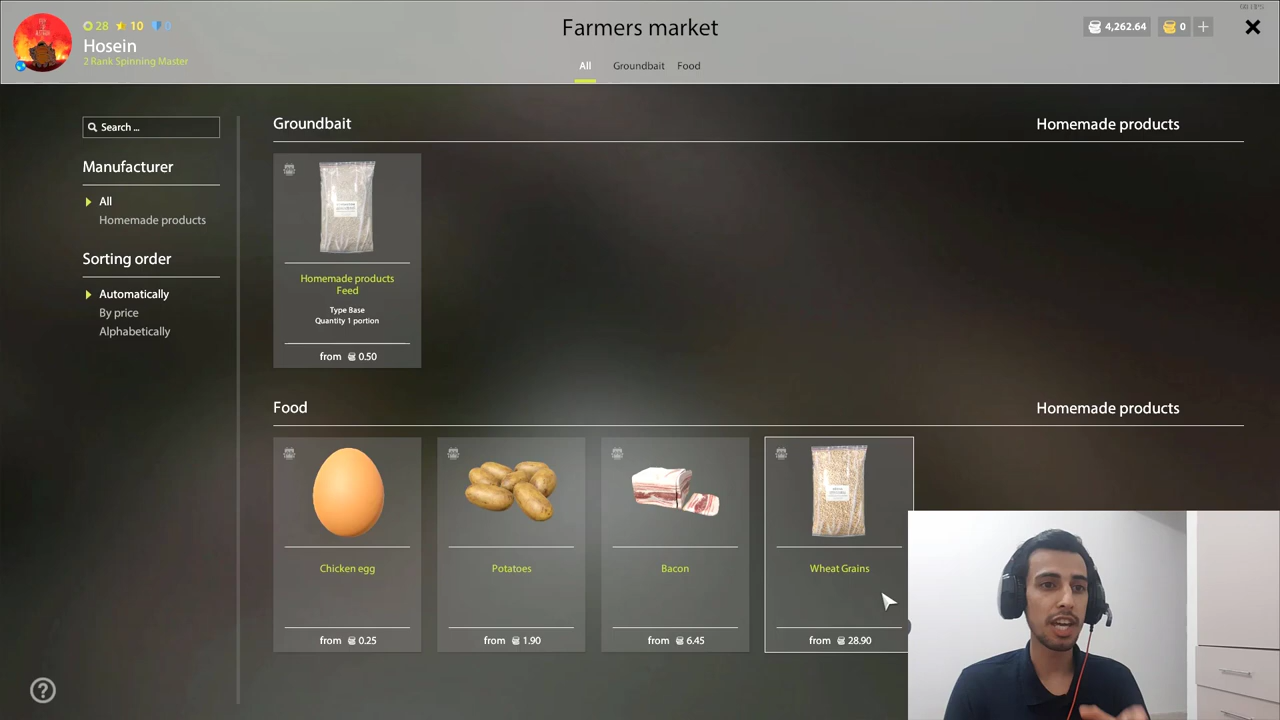 28 10 0
Hosein
2 Rank Spinning Master
Farmers market
4,262.64 0
All Groundbait Food
Search ...
Manufacturer
All
Homemade products
Sorting order
Automatically
By price
Alphabetically
Groundbait Homemade products
Homemade products
Feed
Type Base
Quantity 1 portion
from 0.50
Food Homemade products
Chicken egg
from 0.25
Potatoes
from 1.90
Bacon
from 6.45
Wheat Grains
from 28.90